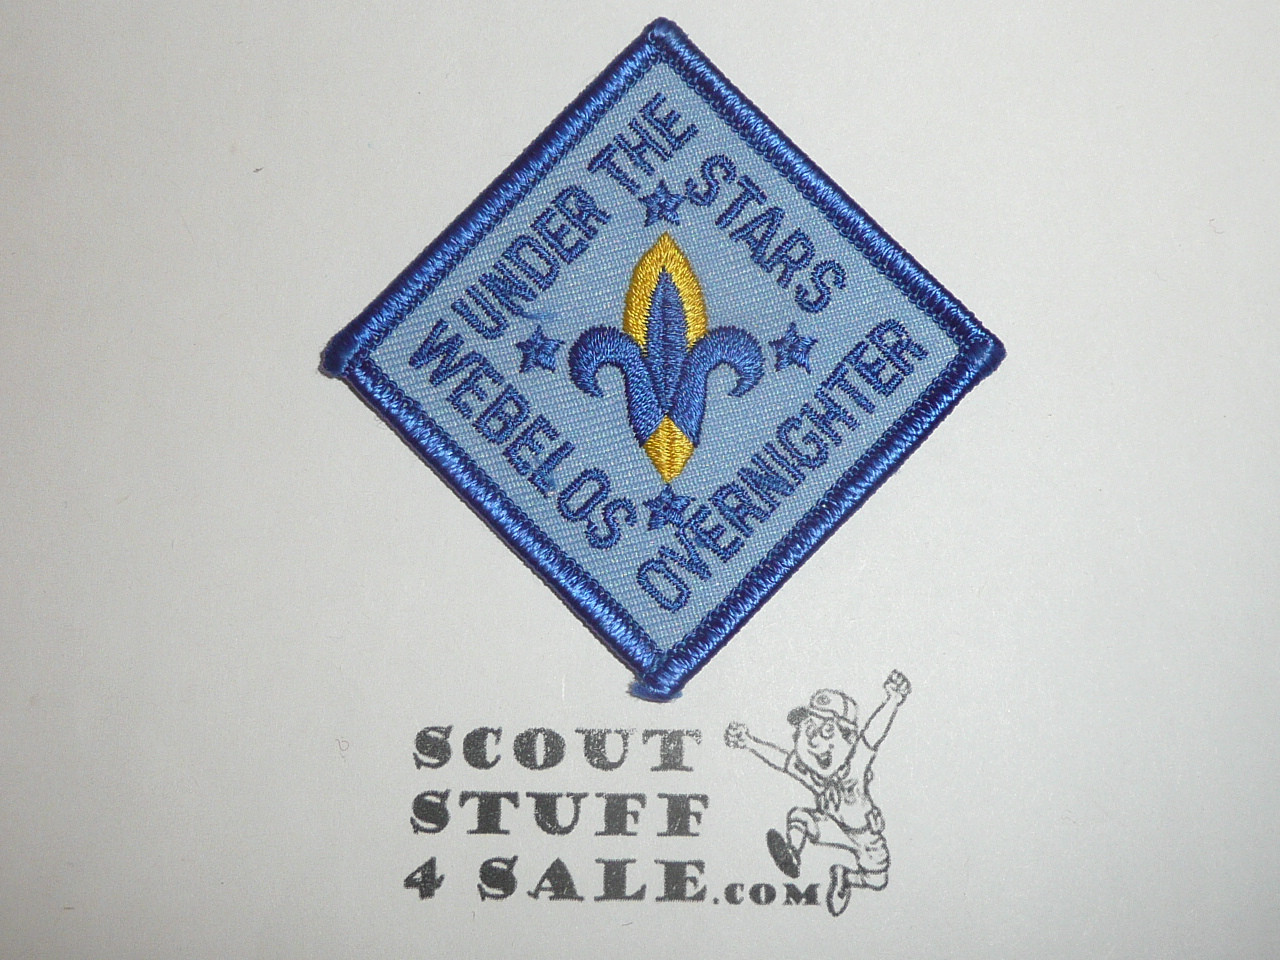 UNDER THE
STARS
WEBELOS
OVERNIGHTER
SCOUT
STUFF
4 SALE.COM